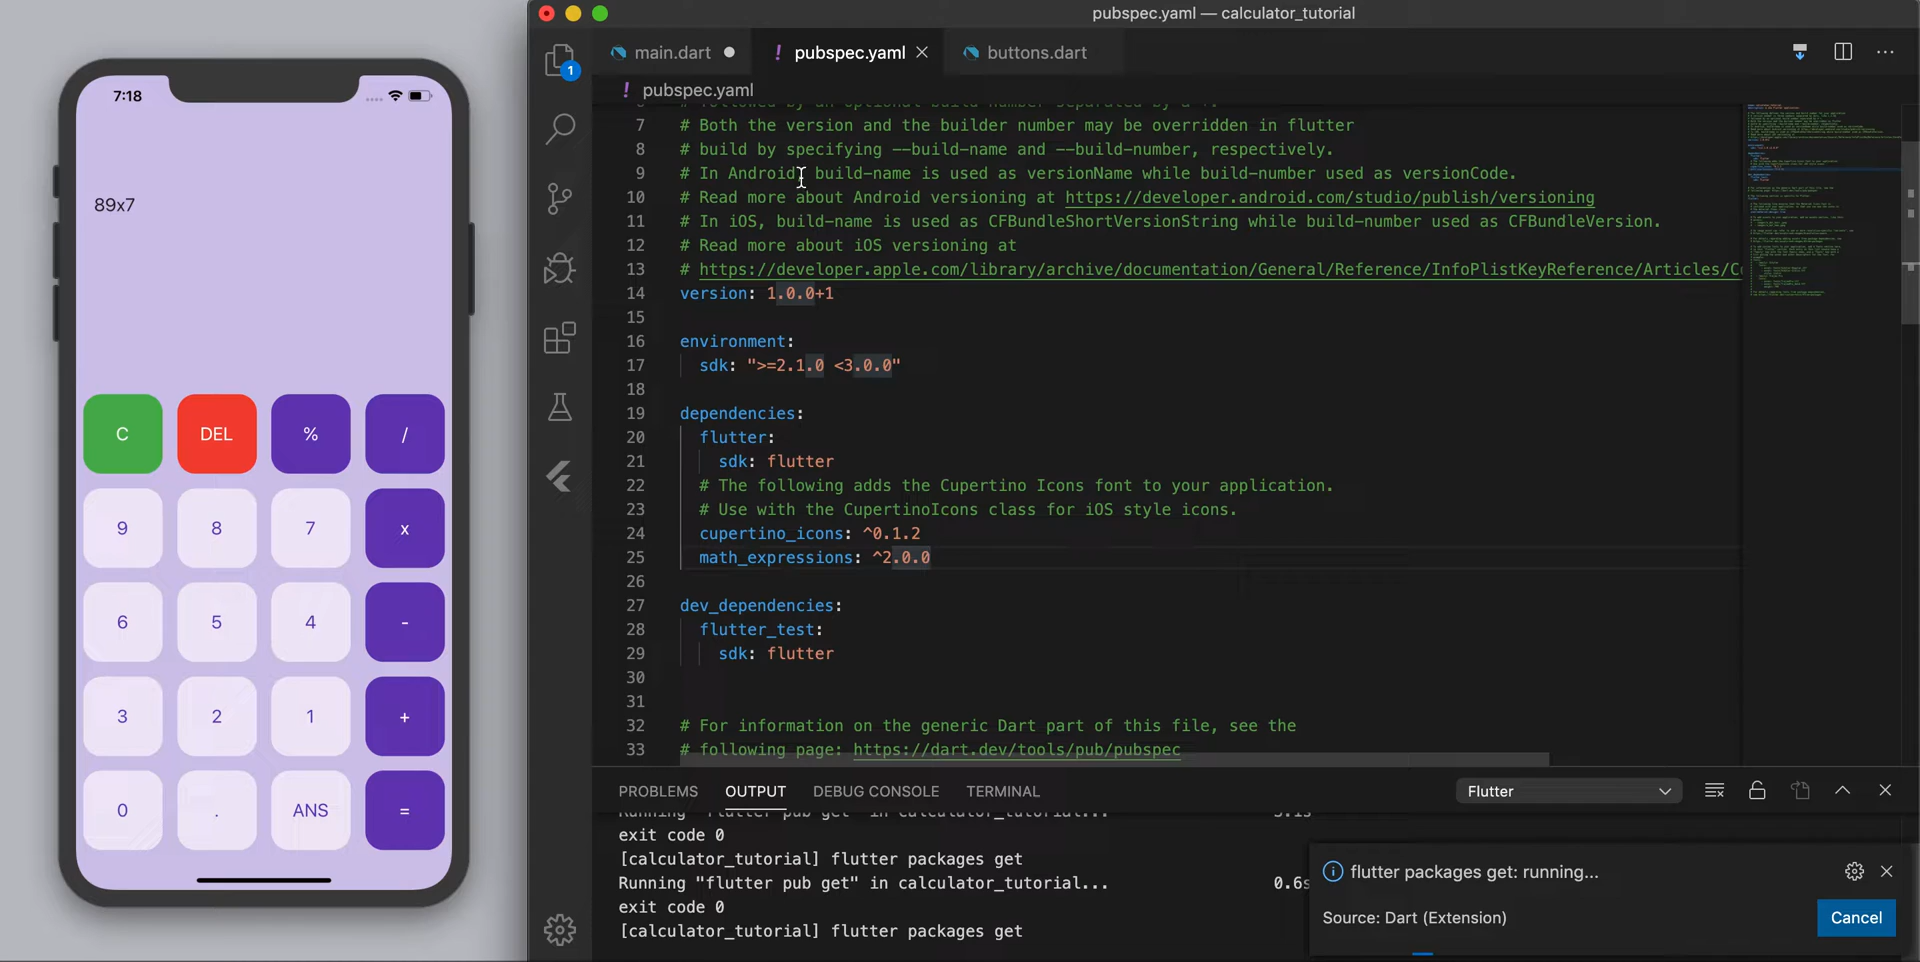 pubspec.yaml — calculator_tutorial
7:18
89x7
C DEL % /
9 8 7 x
6 5 4 -
3 2 1 +
0 . ANS =
1
main.dart
! pubspec.yaml
buttons.dart
! pubspec.yaml
7 # Both the version and the builder number may be overridden in flutter
8 # build by specifying --build-name and --build-number, respectively.
9 # In Android, build-name is used as versionName while build-number used as versionCode.
10 # Read more about Android versioning at https://developer.android.com/studio/publish/versioning
11 # In iOS, build-name is used as CFBundleShortVersionString while build-number used as CFBundleVersion.
12 # Read more about iOS versioning at
13 # https://developer.apple.com/library/archive/documentation/General/Reference/InfoPlistKeyReference/Articles/C
14 version: 1.0.0+1
15
16 environment:
17 sdk: ">=2.1.0 <3.0.0"
18
19 dependencies:
20 flutter:
21 sdk: flutter
22 # The following adds the Cupertino Icons font to your application.
23 # Use with the CupertinoIcons class for iOS style icons.
24 cupertino_icons: ^0.1.2
25 math_expressions: ^2.0.0
26
27 dev_dependencies:
28 flutter_test:
29 sdk: flutter
30
31
32 # For information on the generic Dart part of this file, see the
33 # following page: https://dart.dev/tools/pub/pubspec
PROBLEMS OUTPUT DEBUG CONSOLE TERMINAL Flutter
Running "flutter pub get" in calculator_tutorial... 3.1s
exit code 0
[calculator_tutorial] flutter packages get
Running "flutter pub get" in calculator_tutorial... 0.6s
exit code 0
[calculator_tutorial] flutter packages get
flutter packages get: running...
Source: Dart (Extension)
Cancel